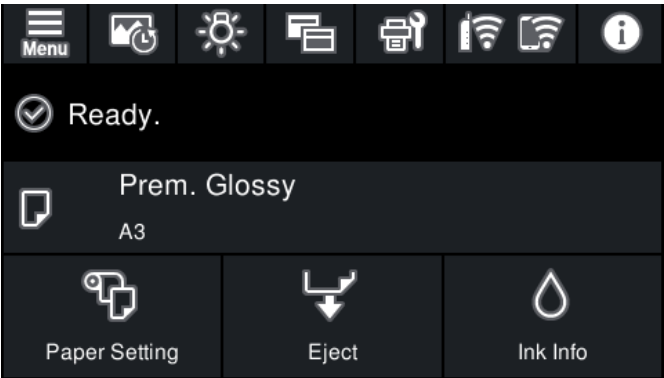 Menu
Ready.
Prem. Glossy
A3
Paper Setting
Eject
Ink Info